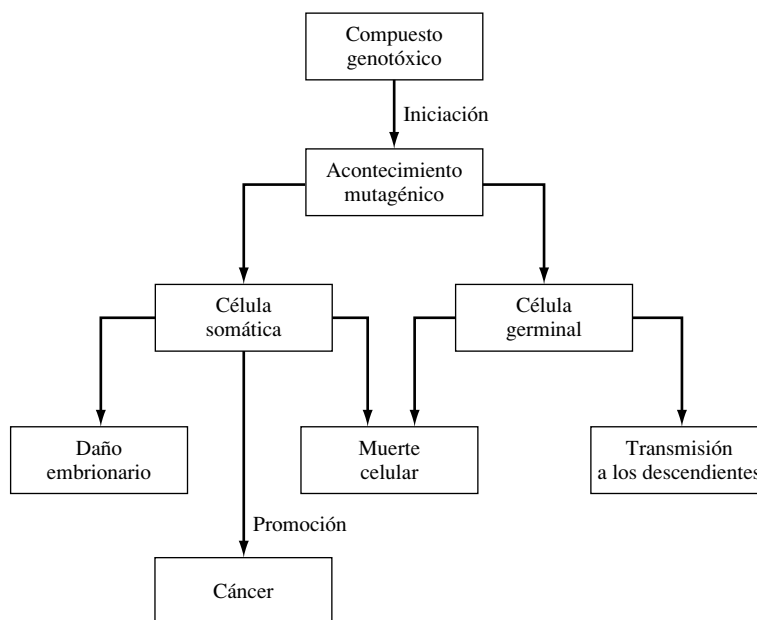 Compuesto
genotóxico
Iniciación
Acontecimiento
mutagénico
Célula
somática
Célula
germinal
Daño
embrionario
Muerte
celular
Transmisión
a los descendientes
Promoción
Cáncer